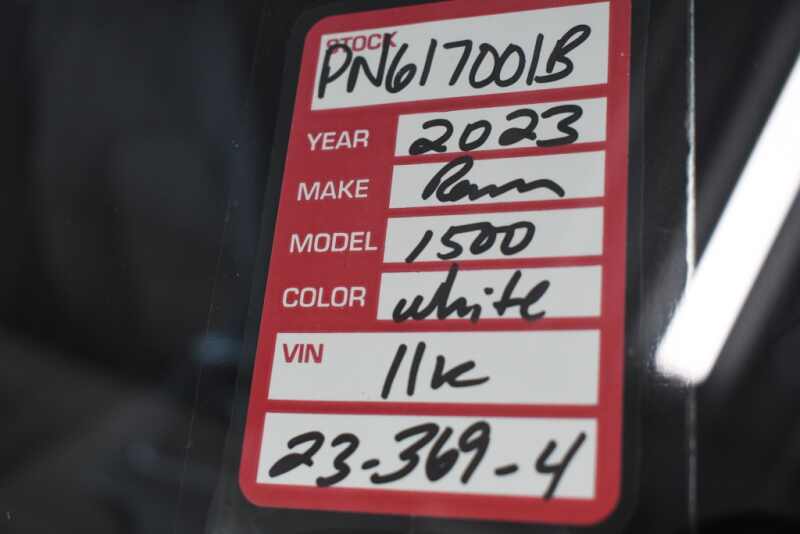 STOCK
PN617001B
YEAR 2023
MAKE Ram
MODEL 1500
COLOR white
VIN 11K
23-369-4